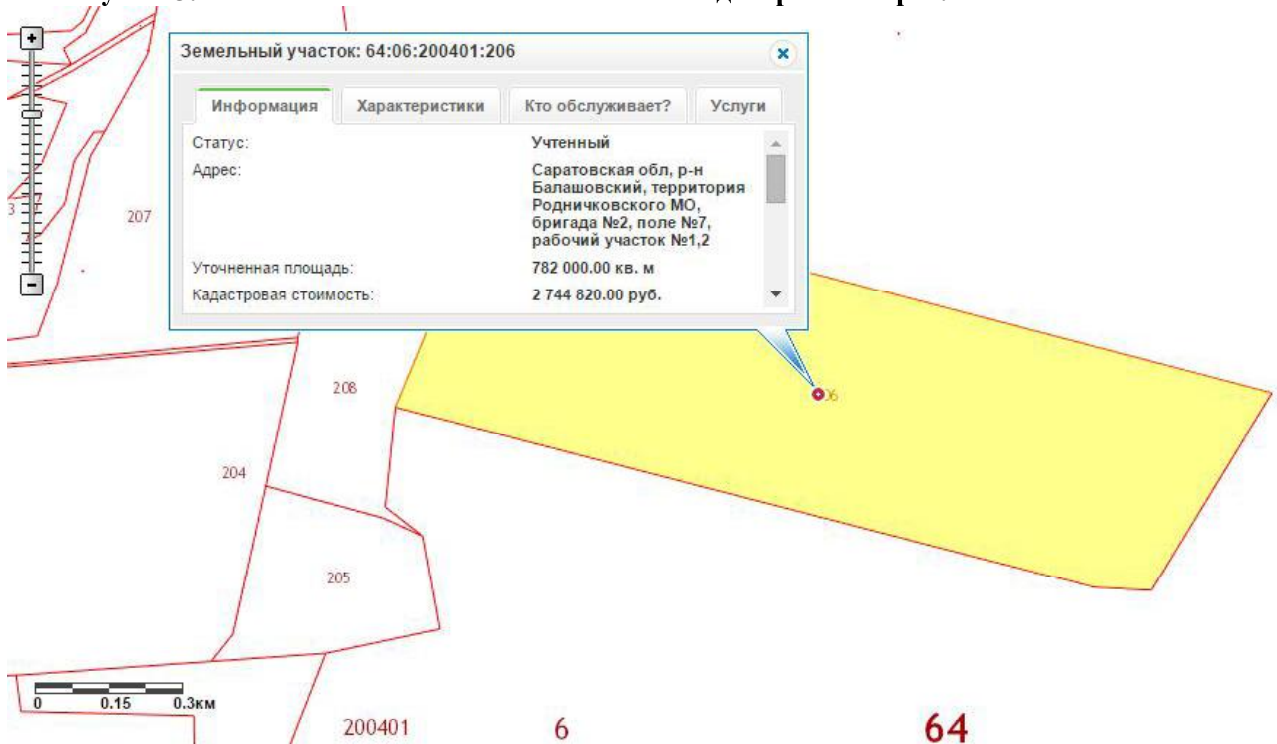 Земельный участок: 64:06:200401:206
Информация Характеристики Кто обслуживает? Услуги
Статус: Учтенный
Адрес: Саратовская обл, р-н
Балашовский, территория
Родничковского МО,
бригада №2, поле №7,
рабочий участок №1,2
Уточненная площадь: 782 000.00 кв. м
Кадастровая стоимость: 2 744 820.00 руб.
207
3
208
06
204
205
0 0.15 0.3км
200401 6 64